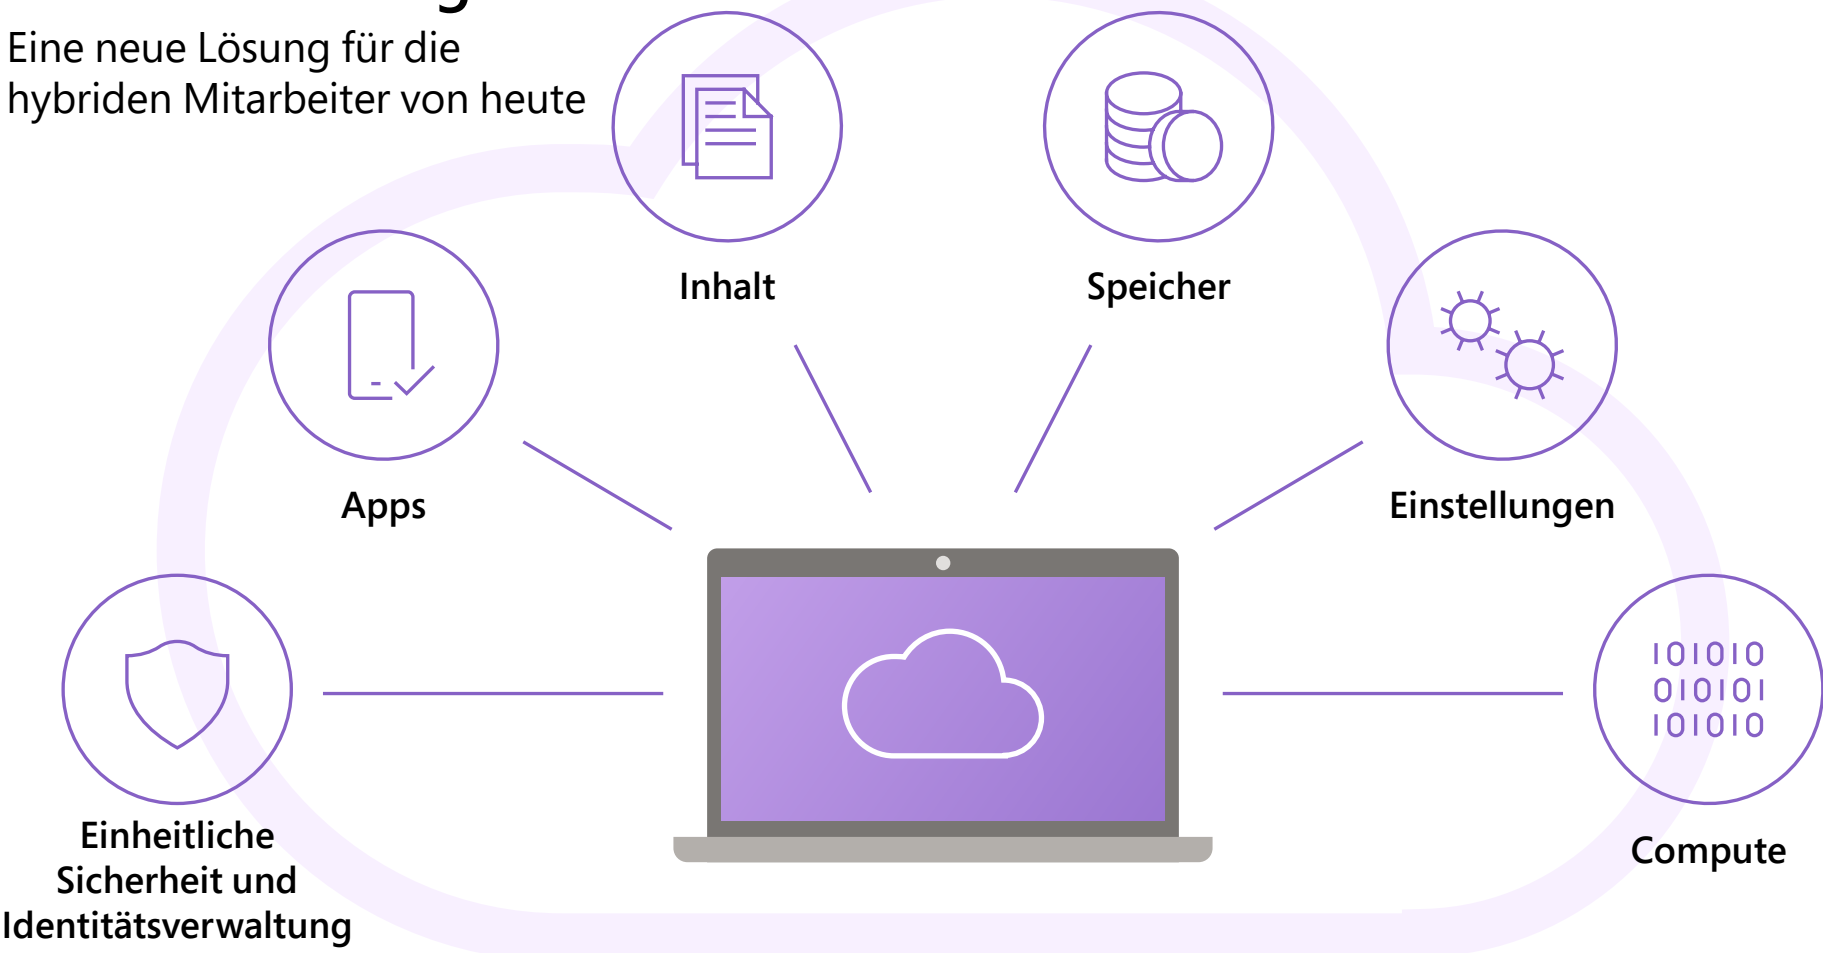 Eine neue Lösung für die
hybriden Mitarbeiter von heute
Inhalt
Speicher
Apps
Einstellungen
101010
010101
101010
Einheitliche
Sicherheit und
Identitätsverwaltung
Compute